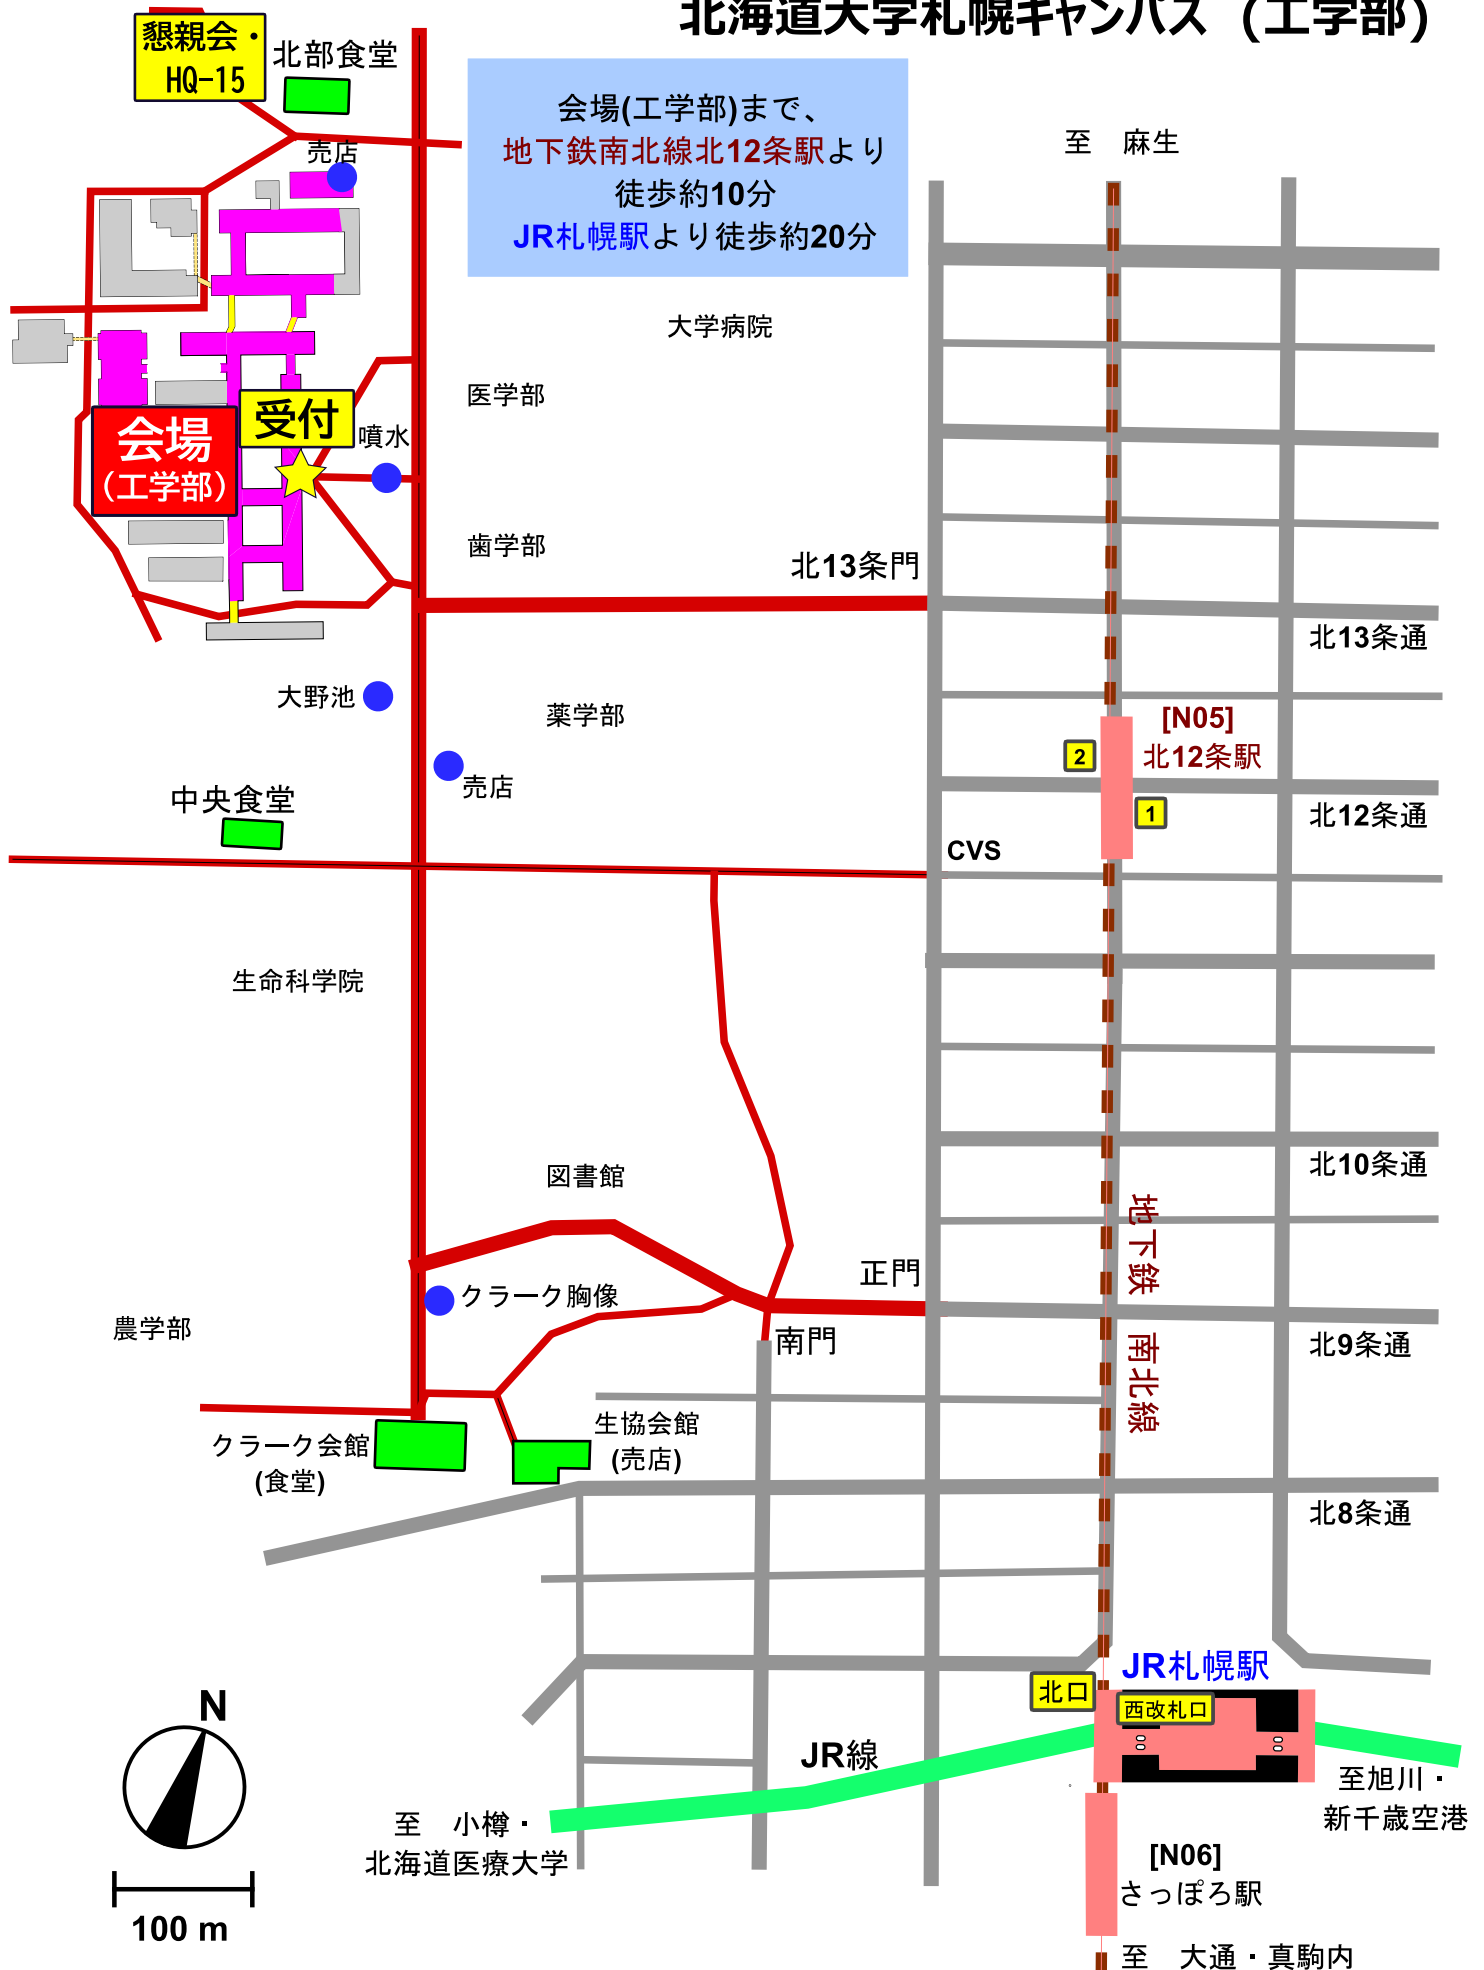 北海道大学札幌キャンパス (工学部)
懇親会・
HQ-15
北部食堂
売店
会場(工学部)まで、
地下鉄南北線北12条駅より
徒歩約10分
JR札幌駅より徒歩約20分
至　麻生
大学病院
医学部
受付
会場
(工学部)
噴水
歯学部
北13条門
北13条通
大野池
薬学部
[N05]
北12条駅
2
1
売店
中央食堂
北12条通
CVS
生命科学院
図書館
北10条通
地下鉄　南北線
正門
クラーク胸像
農学部
南門
北9条通
クラーク会館
(食堂)
生協会館
(売店)
北8条通
JR札幌駅
北口
西改札口
N
JR線
至旭川・
新千歳空港
至　小樽・
北海道医療大学
[N06]
さっぽろ駅
100 m
至　大通・真駒内